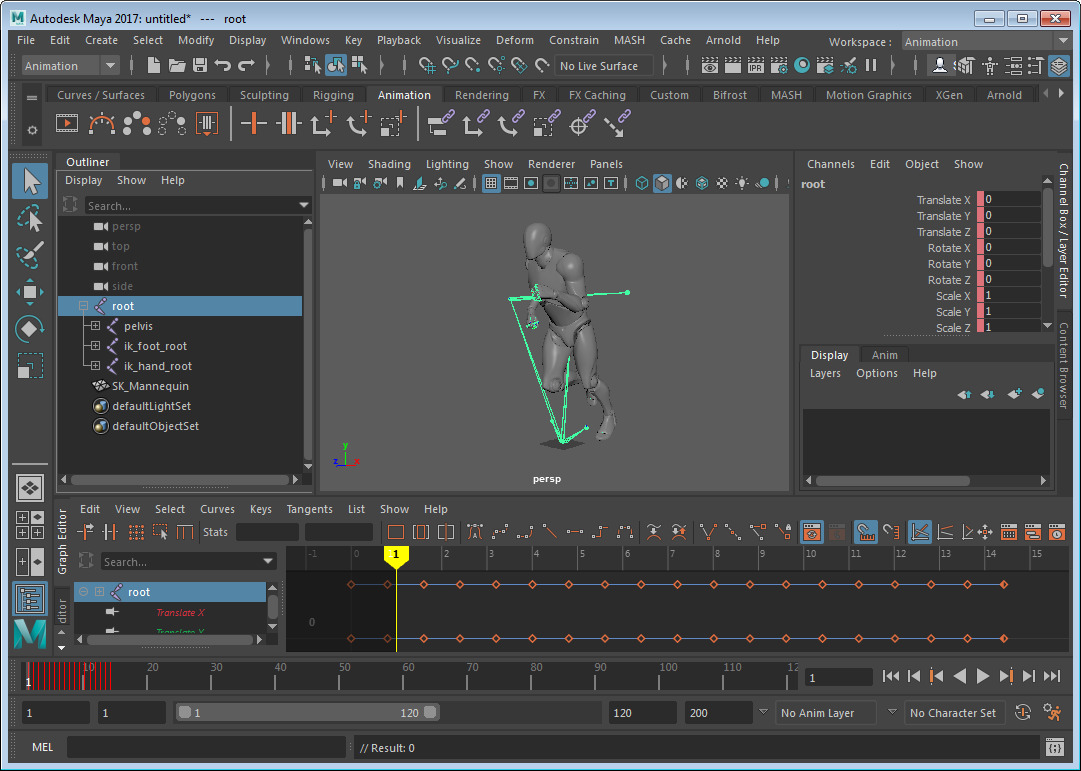 Autodesk Maya 2017: untitled* --- root
File Edit Create Select Modify Display Windows Key Playback Visualize Deform Constrain MASH Cache Arnold Help Workspace : Animation
Animation No Live Surface
Curves / Surfaces Polygons Sculpting Rigging Animation Rendering FX FX Caching Custom Bifrost MASH Motion Graphics XGen Arnold
Outliner
Display Show Help
Search...
persp
top
front
side
root
pelvis
ik_foot_root
ik_hand_root
SK_Mannequin
defaultLightSet
defaultObjectSet
View Shading Lighting Show Renderer Panels
y
z x
persp
Channels Edit Object Show
root
Translate X 0
Translate Y 0
Translate Z 0
Rotate X 0
Rotate Y 0
Rotate Z 0
Scale X 1
Scale Y 1
Scale Z 1
Display Anim
Layers Options Help
Channel Box / Layer Editor
Content Browser
Graph Editor
Edit View Select Curves Keys Tangents List Show Help
Stats
Search...
root
Translate X
Translate Y
-1 0 1 2 3 4 5 6 7 8 9 10 11 12 13 14 15
0
ditor
1 10 20 30 40 50 60 70 80 90 100 110 12
1
1 1 1 120 120 200 No Anim Layer No Character Set
MEL // Result: 0